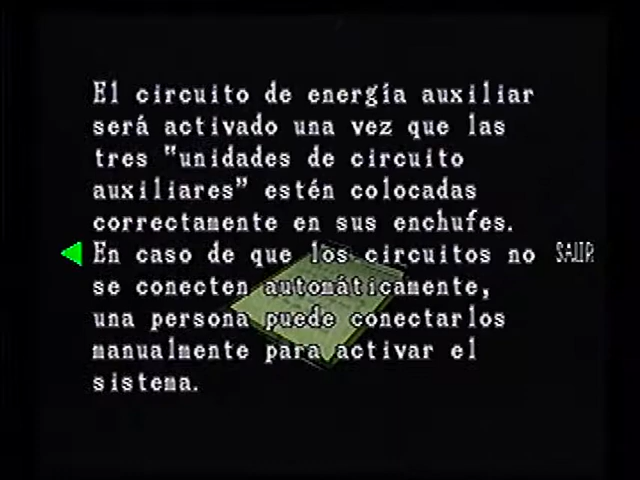 El circuito de energía auxiliar
será activado una vez que las
tres "unidades de circuito
auxiliares" estén colocadas
correctamente en sus enchufes.
En caso de que los circuitos no
SALIR
se conecten automáticamente,
una persona puede conectarlos
manualmente para activar el
sistema.